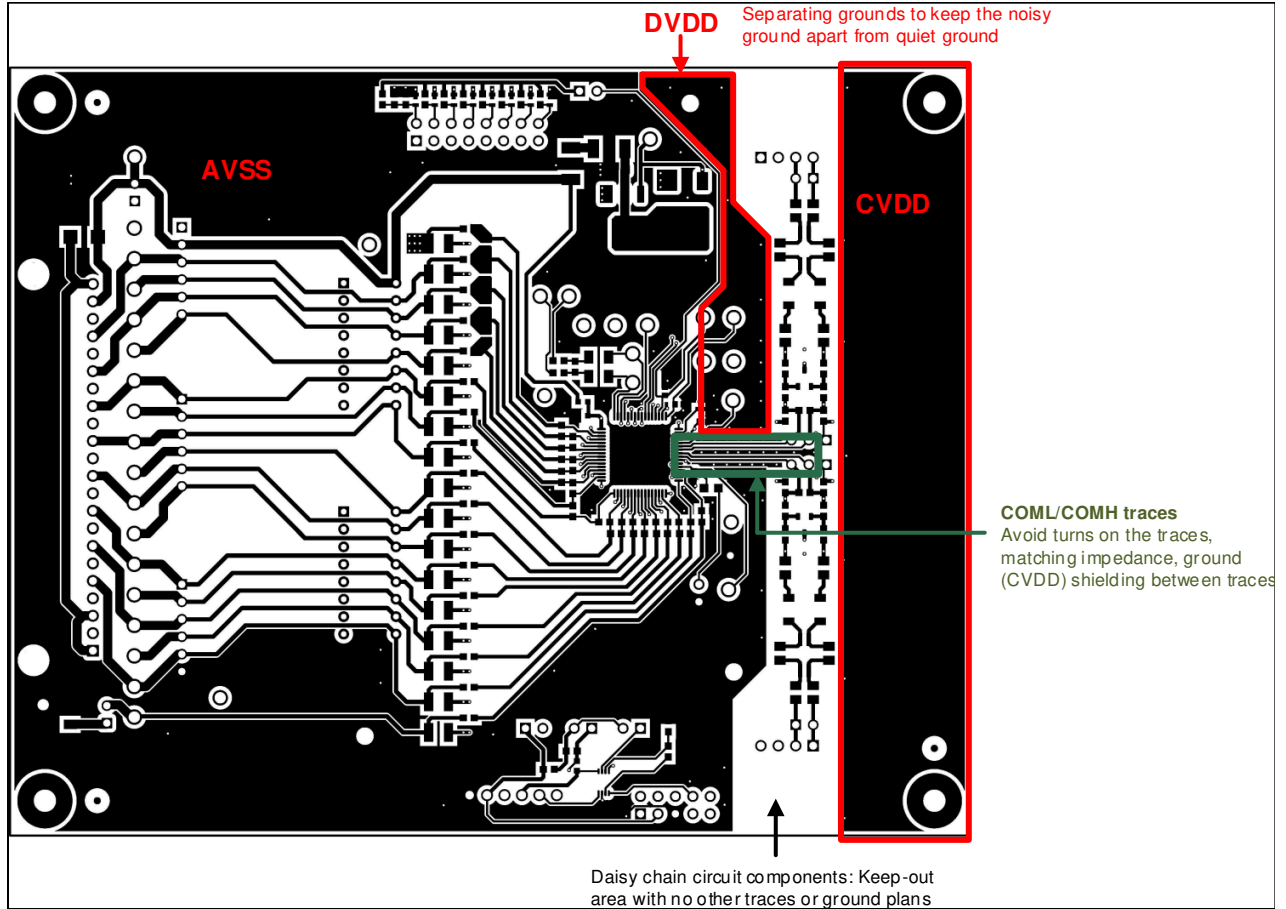 DVDD
Separating grounds to keep the noisy
ground apart from quiet ground
AVSS
CVDD
COML/COMH traces
Avoid turns on the traces,
matching impedance, ground
(CVDD) shielding between traces
Daisy chain circuit components: Keep-out
area with no other traces or ground plans